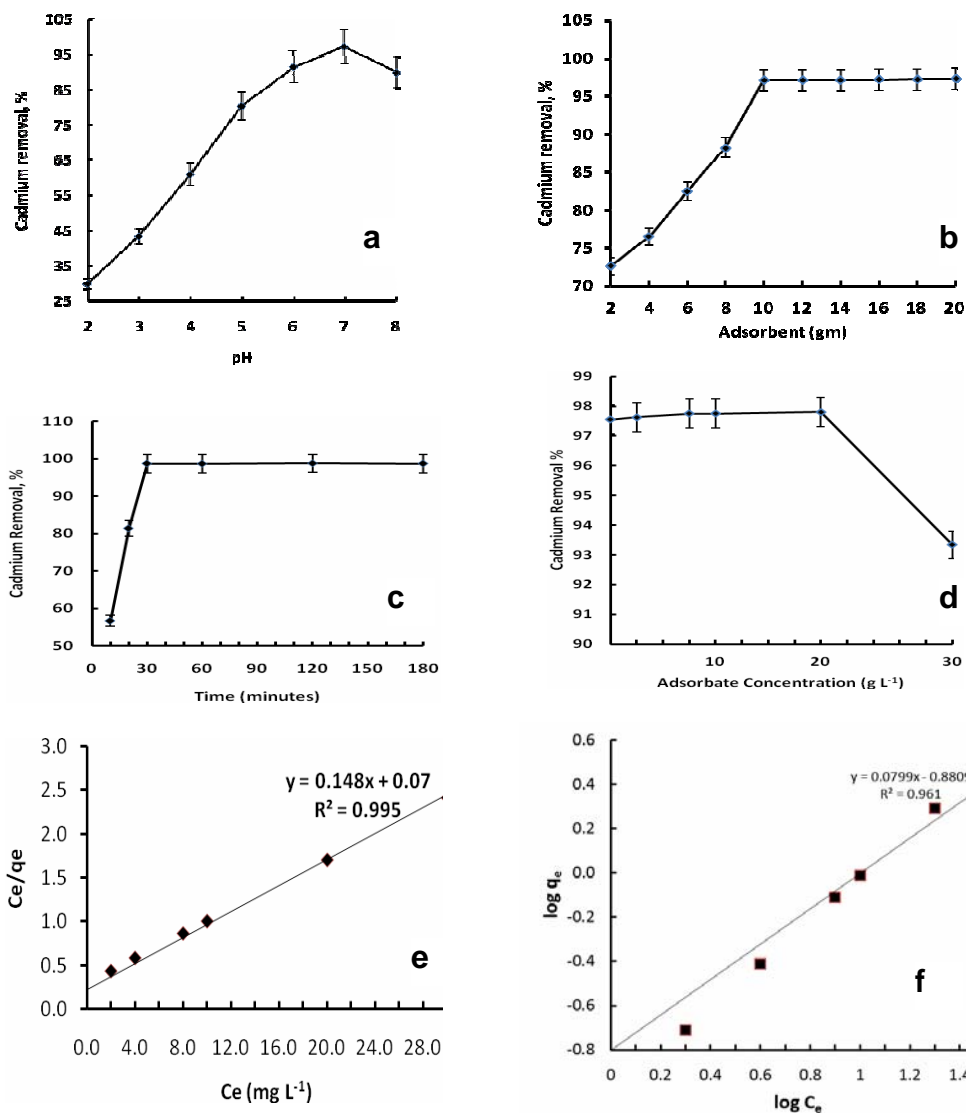 105
95
85
75
65
55
45
35
25
Cadmium removal, %
2 3 4 5 6 7 8
pH
a
105
100
95
90
85
80
75
70
Cadmium removal, %
2 4 6 8 10 12 14 16 18 20
Adsorbent (gm)
b
110
100
90
80
70
60
50
Cadmium Removal, %
0 30 60 90 120 150 180
Time (minutes)
c
99
98
97
96
95
94
93
92
91
90
Cadmium Removal %
10 20 30
Adsorbate Concentration (g L⁻¹)
d
3.0
2.5
2.0
1.5
1.0
0.5
0.0
Ce/qe
y = 0.148x + 0.07
R² = 0.995
0.0 4.0 8.0 12.0 16.0 20.0 24.0 28.0
Ce (mg L⁻¹)
e
0.6
0.4
0.2
0.0
-0.2
-0.4
-0.6
-0.8
log qₑ
y = 0.0799x - 0.8809
R² = 0.961
0 0.2 0.4 0.6 0.8 1 1.2 1.4
log Cₑ
f